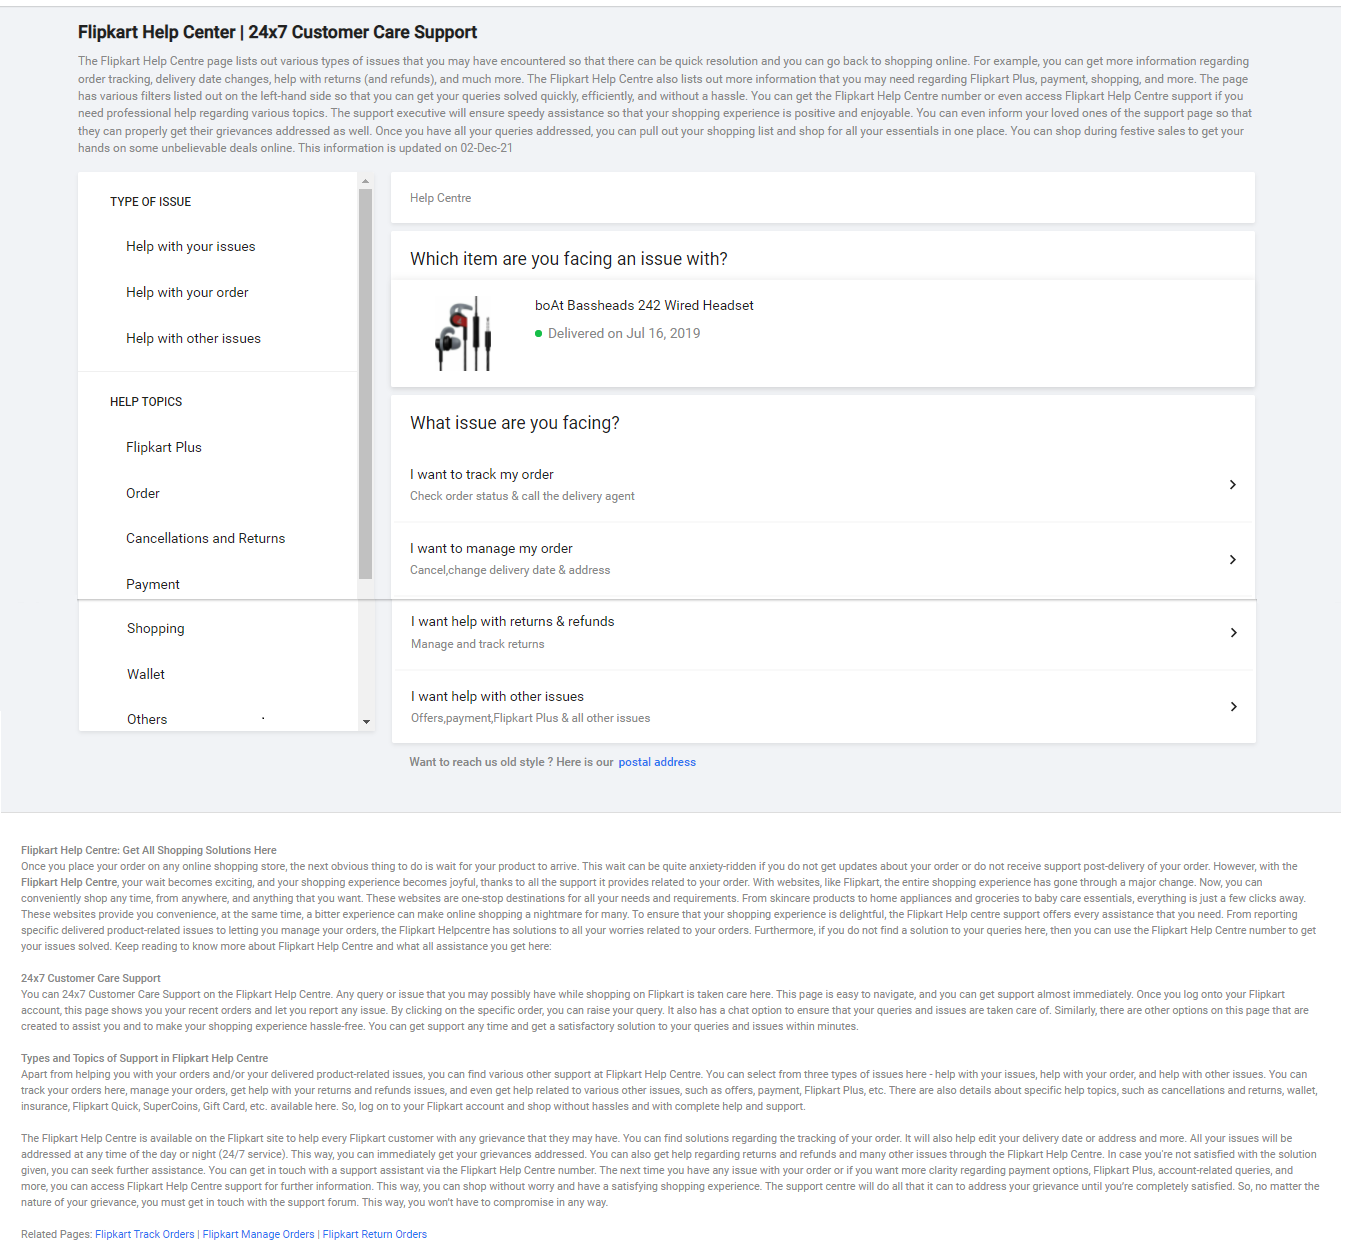 Flipkart Help Center | 24x7 Customer Care Support
The Flipkart Help Centre page lists out various types of issues that you may have encountered so that there can be quick resolution and you can go back to shopping online. For example, you can get more information regarding
order tracking, delivery date changes, help with returns (and refunds), and much more. The Flipkart Help Centre also lists out more information that you may need regarding Flipkart Plus, payment, shopping, and more. The page
has various filters listed out on the left-hand side so that you can get your queries solved quickly, efficiently, and without a hassle. You can get the Flipkart Help Centre number or even access Flipkart Help Centre support if you
need professional help regarding various topics. The support executive will ensure speedy assistance so that your shopping experience is positive and enjoyable. You can even inform your loved ones of the support page so that
they can properly get their grievances addressed as well. Once you have all your queries addressed, you can pull out your shopping list and shop for all your essentials in one place. You can shop during festive sales to get your
hands on some unbelievable deals online. This information is updated on 02-Dec-21
TYPE OF ISSUE
Help with your issues
Help with your order
Help with other issues
HELP TOPICS
Flipkart Plus
Order
Cancellations and Returns
Payment
Shopping
Wallet
Others
Help Centre
Which item are you facing an issue with?
boAt Bassheads 242 Wired Headset
Delivered on Jul 16, 2019
What issue are you facing?
I want to track my order
Check order status & call the delivery agent
I want to manage my order
Cancel,change delivery date & address
I want help with returns & refunds
Manage and track returns
I want help with other issues
Offers,payment,Flipkart Plus & all other issues
Want to reach us old style ? Here is our postal address
Flipkart Help Centre: Get All Shopping Solutions Here
Once you place your order on any online shopping store, the next obvious thing to do is wait for your product to arrive. This wait can be quite anxiety-ridden if you do not get updates about your order or do not receive support post-delivery of your order. However, with the
Flipkart Help Centre, your wait becomes exciting, and your shopping experience becomes joyful, thanks to all the support it provides related to your order. With websites, like Flipkart, the entire shopping experience has gone through a major change. Now, you can
conveniently shop any time, from anywhere, and anything that you want. These websites are one-stop destinations for all your needs and requirements. From skincare products to home appliances and groceries to baby care essentials, everything is just a few clicks away.
These websites provide you convenience, at the same time, a bitter experience can make online shopping a nightmare for many. To ensure that your shopping experience is delightful, the Flipkart Help centre support offers every assistance that you need. From reporting
specific delivered product-related issues to letting you manage your orders, the Flipkart Helpcentre has solutions to all your worries related to your orders. Furthermore, if you do not find a solution to your queries here, then you can use the Flipkart Help Centre number to get
your issues solved. Keep reading to know more about Flipkart Help Centre and what all assistance you get here:
24x7 Customer Care Support
You can 24x7 Customer Care Support on the Flipkart Help Centre. Any query or issue that you may possibly have while shopping on Flipkart is taken care here. This page is easy to navigate, and you can get support almost immediately. Once you log onto your Flipkart
account, this page shows you your recent orders and let you report any issue. By clicking on the specific order, you can raise your query. It also has a chat option to ensure that your queries and issues are taken care of. Similarly, there are other options on this page that are
created to assist you and to make your shopping experience hassle-free. You can get support any time and get a satisfactory solution to your queries and issues within minutes.
Types and Topics of Support in Flipkart Help Centre
Apart from helping you with your orders and/or your delivered product-related issues, you can find various other support at Flipkart Help Centre. You can select from three types of issues here - help with your issues, help with your order, and help with other issues. You can
track your orders here, manage your orders, get help with your returns and refunds issues, and even get help related to various other issues, such as offers, payment, Flipkart Plus, etc. There are also details about specific help topics, such as cancellations and returns, wallet,
insurance, Flipkart Quick, SuperCoins, Gift Card, etc. available here. So, log on to your Flipkart account and shop without hassles and with complete help and support.
The Flipkart Help Centre is available on the Flipkart site to help every Flipkart customer with any grievance that they may have. You can find solutions regarding the tracking of your order. It will also help edit your delivery date or address and more. All your issues will be
addressed at any time of the day or night (24/7 service). This way, you can immediately get your grievances addressed. You can also get help regarding returns and refunds and many other issues through the Flipkart Help Centre. In case you're not satisfied with the solution
given, you can seek further assistance. You can get in touch with a support assistant via the Flipkart Help Centre number. The next time you have any issue with your order or if you want more clarity regarding payment options, Flipkart Plus, account-related queries, and
more, you can access Flipkart Help Centre support for further information. This way, you can shop without worry and have a satisfying shopping experience. The support centre will do all that it can to address your grievance until you're completely satisfied. So, no matter the
nature of your grievance, you must get in touch with the support forum. This way, you won't have to compromise in any way.
Related Pages: Flipkart Track Orders | Flipkart Manage Orders | Flipkart Return Orders